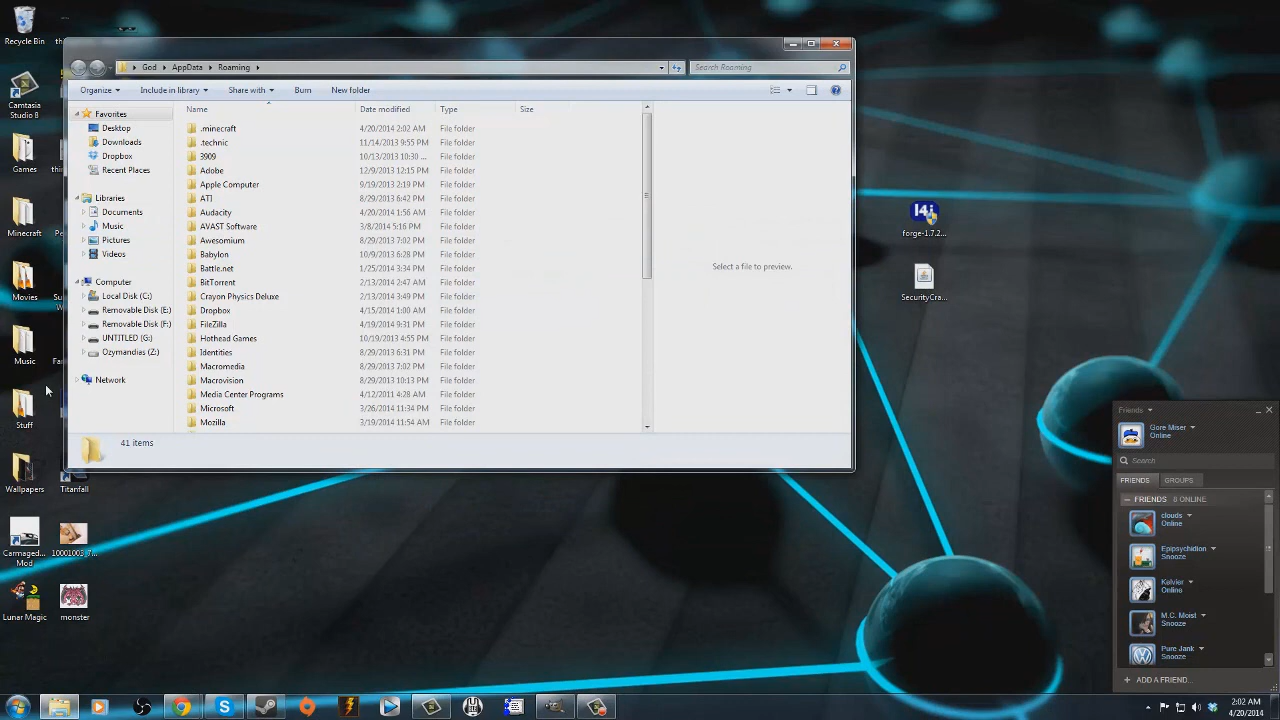 Recycle Bin
Th
Camtasia Studio 8
Games
thi
Minecraft
Pe
Movies
Su
W
Music
Fa
Stuff
Wallpapers
Titanfall
Carmaged... Mod
10001003_7...
Lunar Magic
monster
God AppData Roaming
Search Roaming
Organize Include in library Share with Burn New folder
Favorites
Desktop
Downloads
Dropbox
Recent Places
Libraries
Documents
Music
Pictures
Videos
Computer
Local Disk (C:)
Removable Disk (E:)
Removable Disk (F:)
UNTITLED (G:)
Ozymandias (Z:)
Network
Name Date modified Type Size
.minecraft 4/20/2014 2:02 AM File folder
.technic 11/14/2013 9:55 PM File folder
3909 10/13/2013 10:30 ... File folder
Adobe 12/9/2013 12:15 PM File folder
Apple Computer 9/19/2013 2:19 PM File folder
ATI 8/29/2013 6:42 PM File folder
Audacity 4/20/2014 1:56 AM File folder
AVAST Software 3/8/2014 5:16 PM File folder
Awesomium 8/29/2013 7:02 PM File folder
Babylon 10/9/2013 6:28 PM File folder
Battle.net 1/25/2014 3:34 PM File folder
BitTorrent 2/13/2014 2:47 AM File folder
Crayon Physics Deluxe 2/13/2014 3:49 PM File folder
Dropbox 4/15/2014 1:00 AM File folder
FileZilla 4/19/2014 9:31 PM File folder
Hothead Games 10/19/2013 4:55 PM File folder
Identities 8/29/2013 6:31 PM File folder
Macromedia 8/29/2013 7:02 PM File folder
Macrovision 8/29/2013 10:13 PM File folder
Media Center Programs 4/12/2011 4:28 AM File folder
Microsoft 3/26/2014 11:34 PM File folder
Mozilla 3/19/2014 11:54 AM File folder
Select a file to preview.
41 items
l4j
forge-1.7.2...
SecurityCra...
Friends
Gore Miser
Online
Search
FRIENDS GROUPS
FRIENDS 8 ONLINE
clouds
Online
Epipsychidion
Snooze
Kelvier
Online
M.C. Moist
Snooze
Pure Jank
Snooze
+ ADD A FRIEND...
2:02 AM
4/20/2014